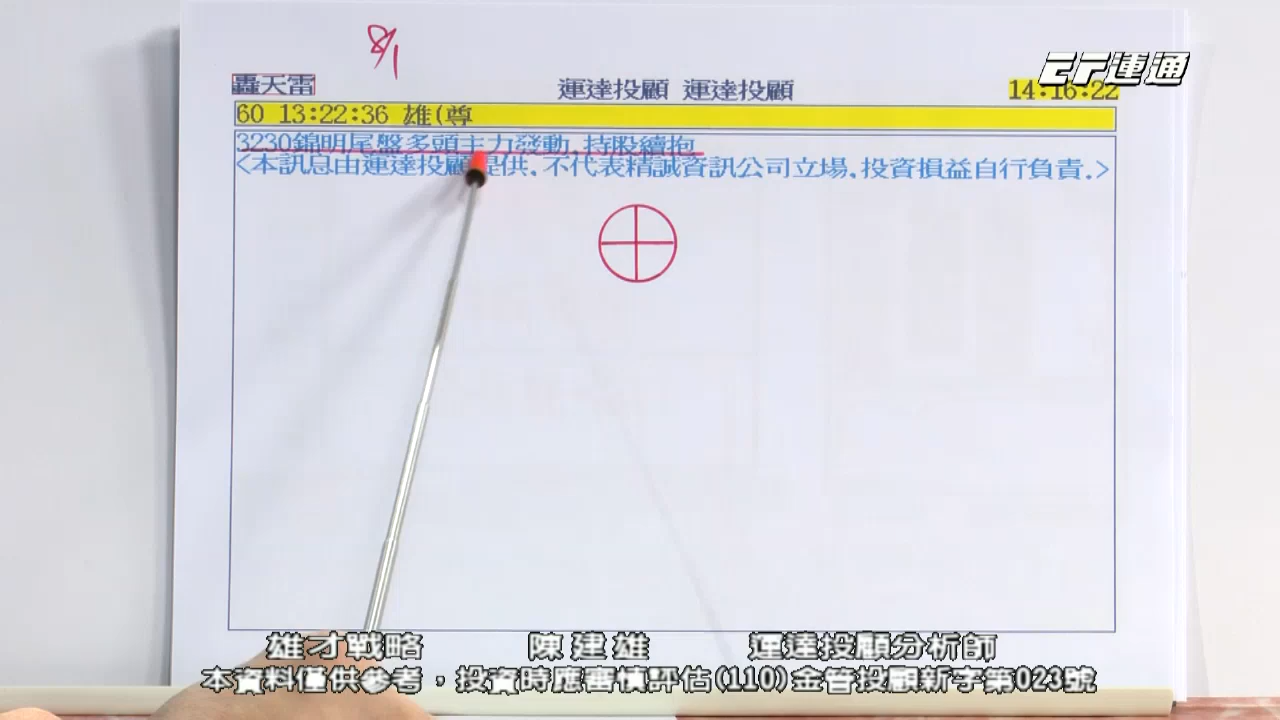 1/8
轟天雷 運達投顧 運達投顧 14:16:22
運通
60 13:22:36 雄(尊
3230錦明尾盤多頭主力發動,持股續抱
<本訊息由運達投顧提供.不代表精誠資訊公司立場.投資損益自行負責.>
雄才戰略 陳建雄 運達投顧分析師
本資料僅供參考,投資時應審慎評估(110)金管投顧新字第023號